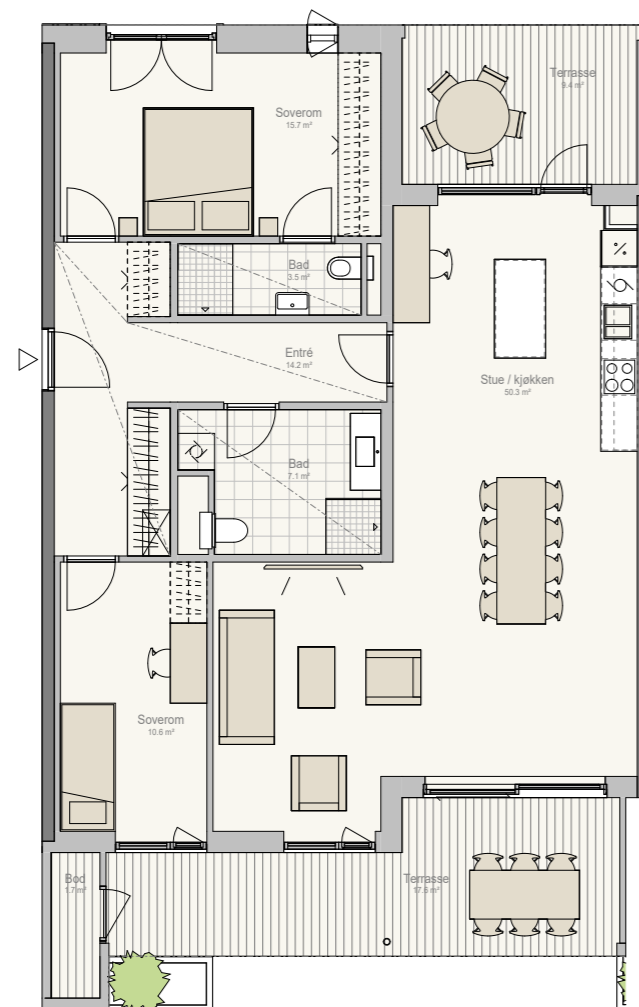 Terrasse
9.4 m²
Soverom
15.7 m²
Bad
3.5 m²
Entré
14.2 m²
Stue / kjøkken
50.3 m²
Bad
7.1 m²
Soverom
10.6 m²
Bod
1.7 m²
Terrasse
17.6 m²